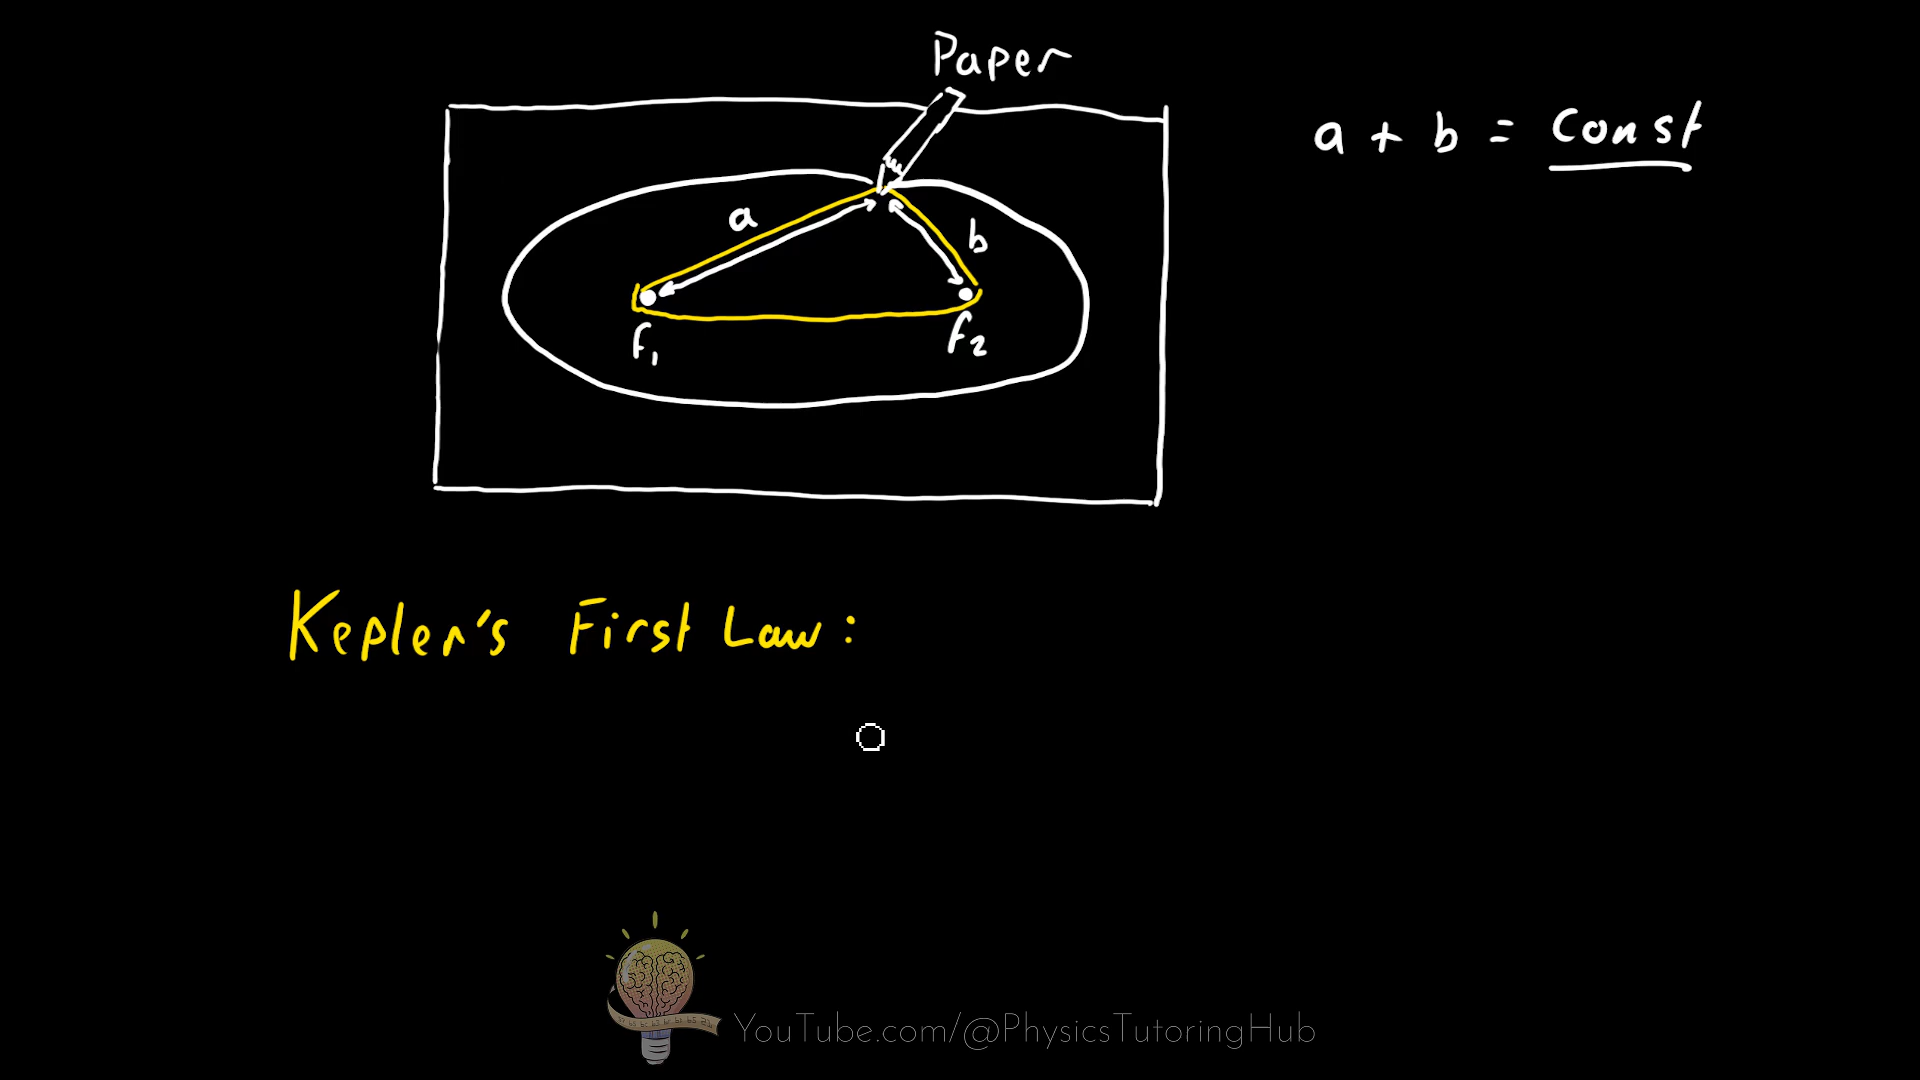 Paper
a + b = const
a
b
F₁
F₂
Kepler's First Law:
YouTube.com/@PhysicsTutoringHub